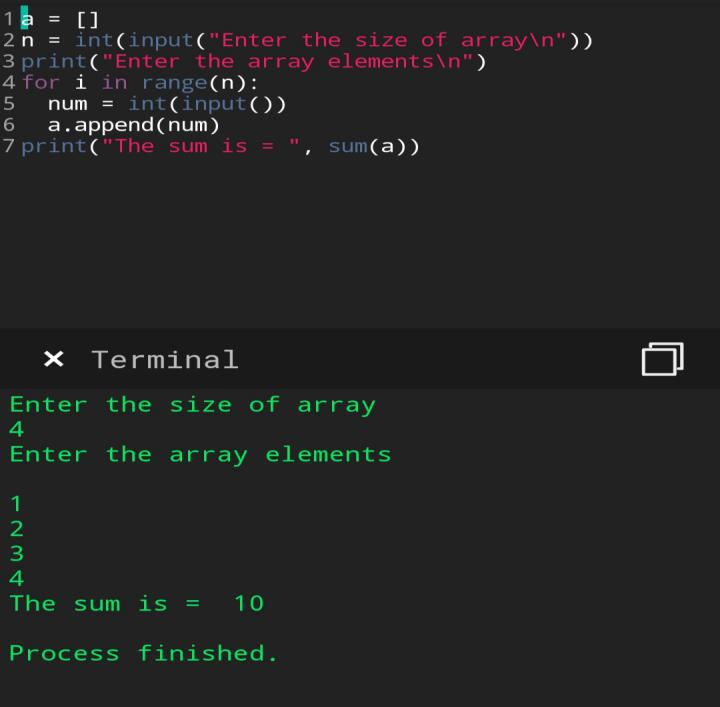 1 a = []
2 n = int(input("Enter the size of array\n"))
3 print("Enter the array elements\n")
4 for i in range(n):
5   num = int(input())
6   a.append(num)
7 print("The sum is = ", sum(a))
× Terminal
Enter the size of array
4
Enter the array elements
1
2
3
4
The sum is =  10
Process finished.